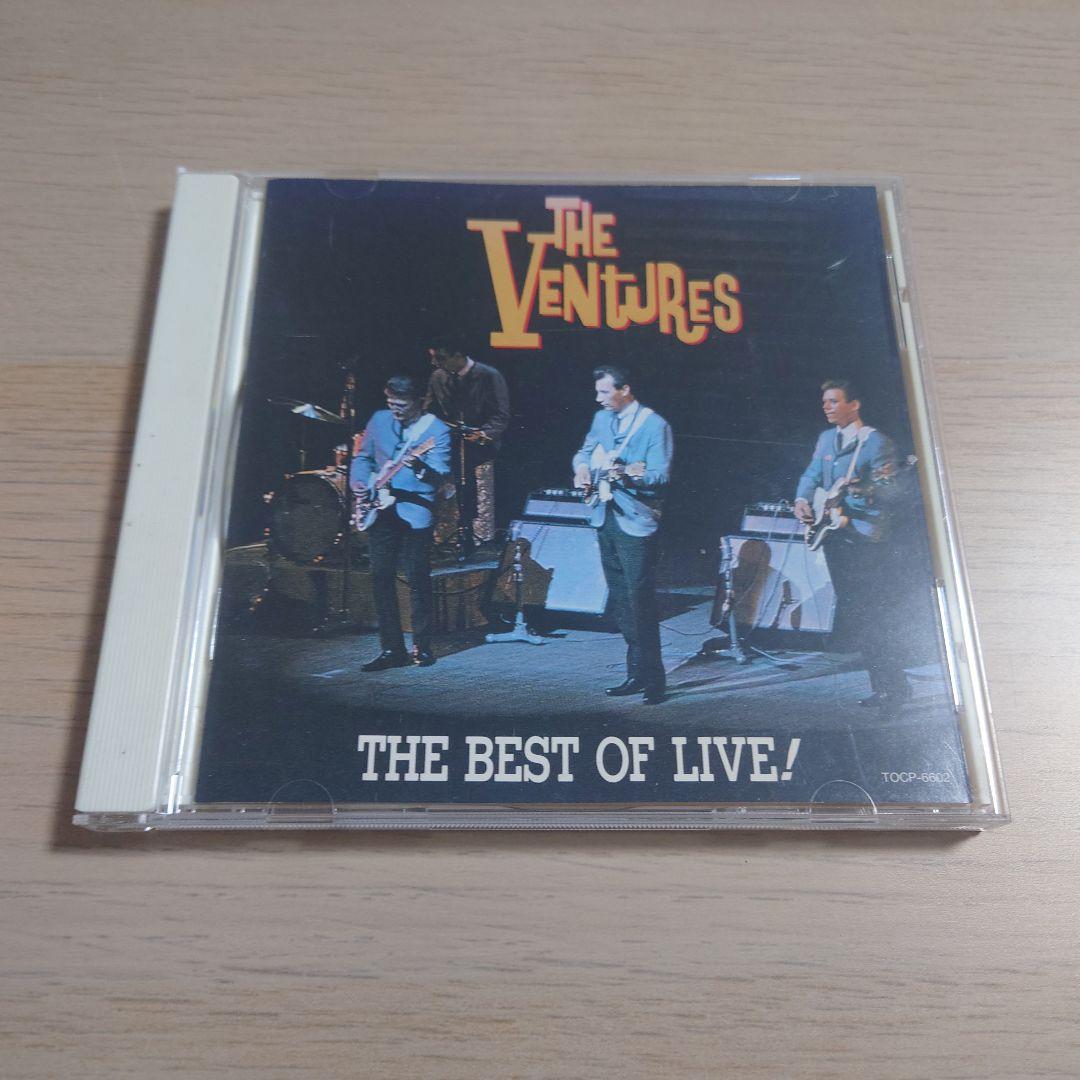 THE
VENTURES
THE BEST OF LIVE!
TOCP-6602